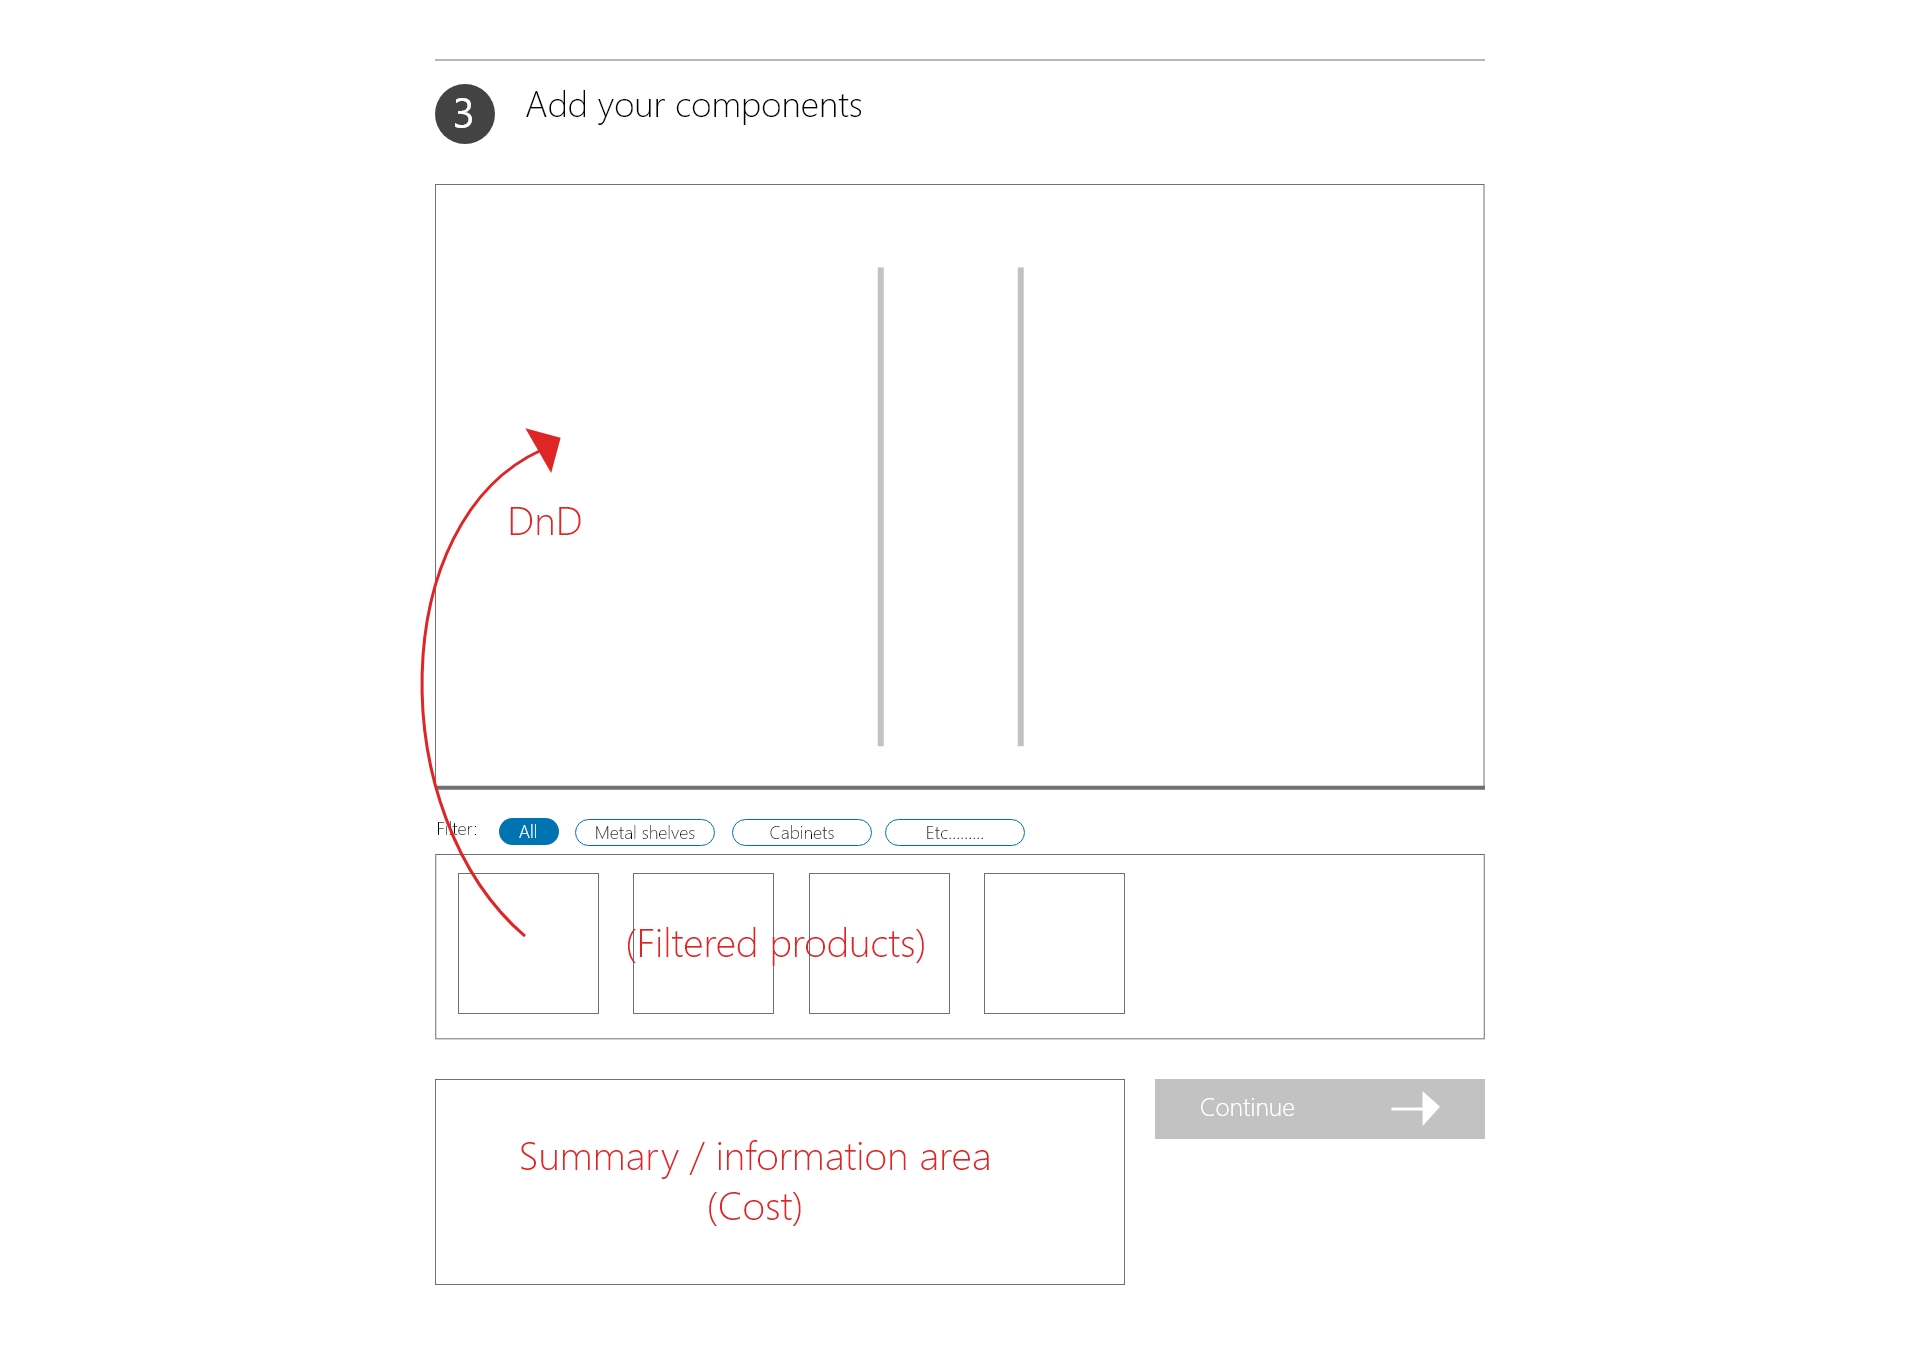 3
Add your components
DnD
Filter:
All
Metal shelves
Cabinets
Etc.........
(Filtered products)
Summary / information area
(Cost)
Continue